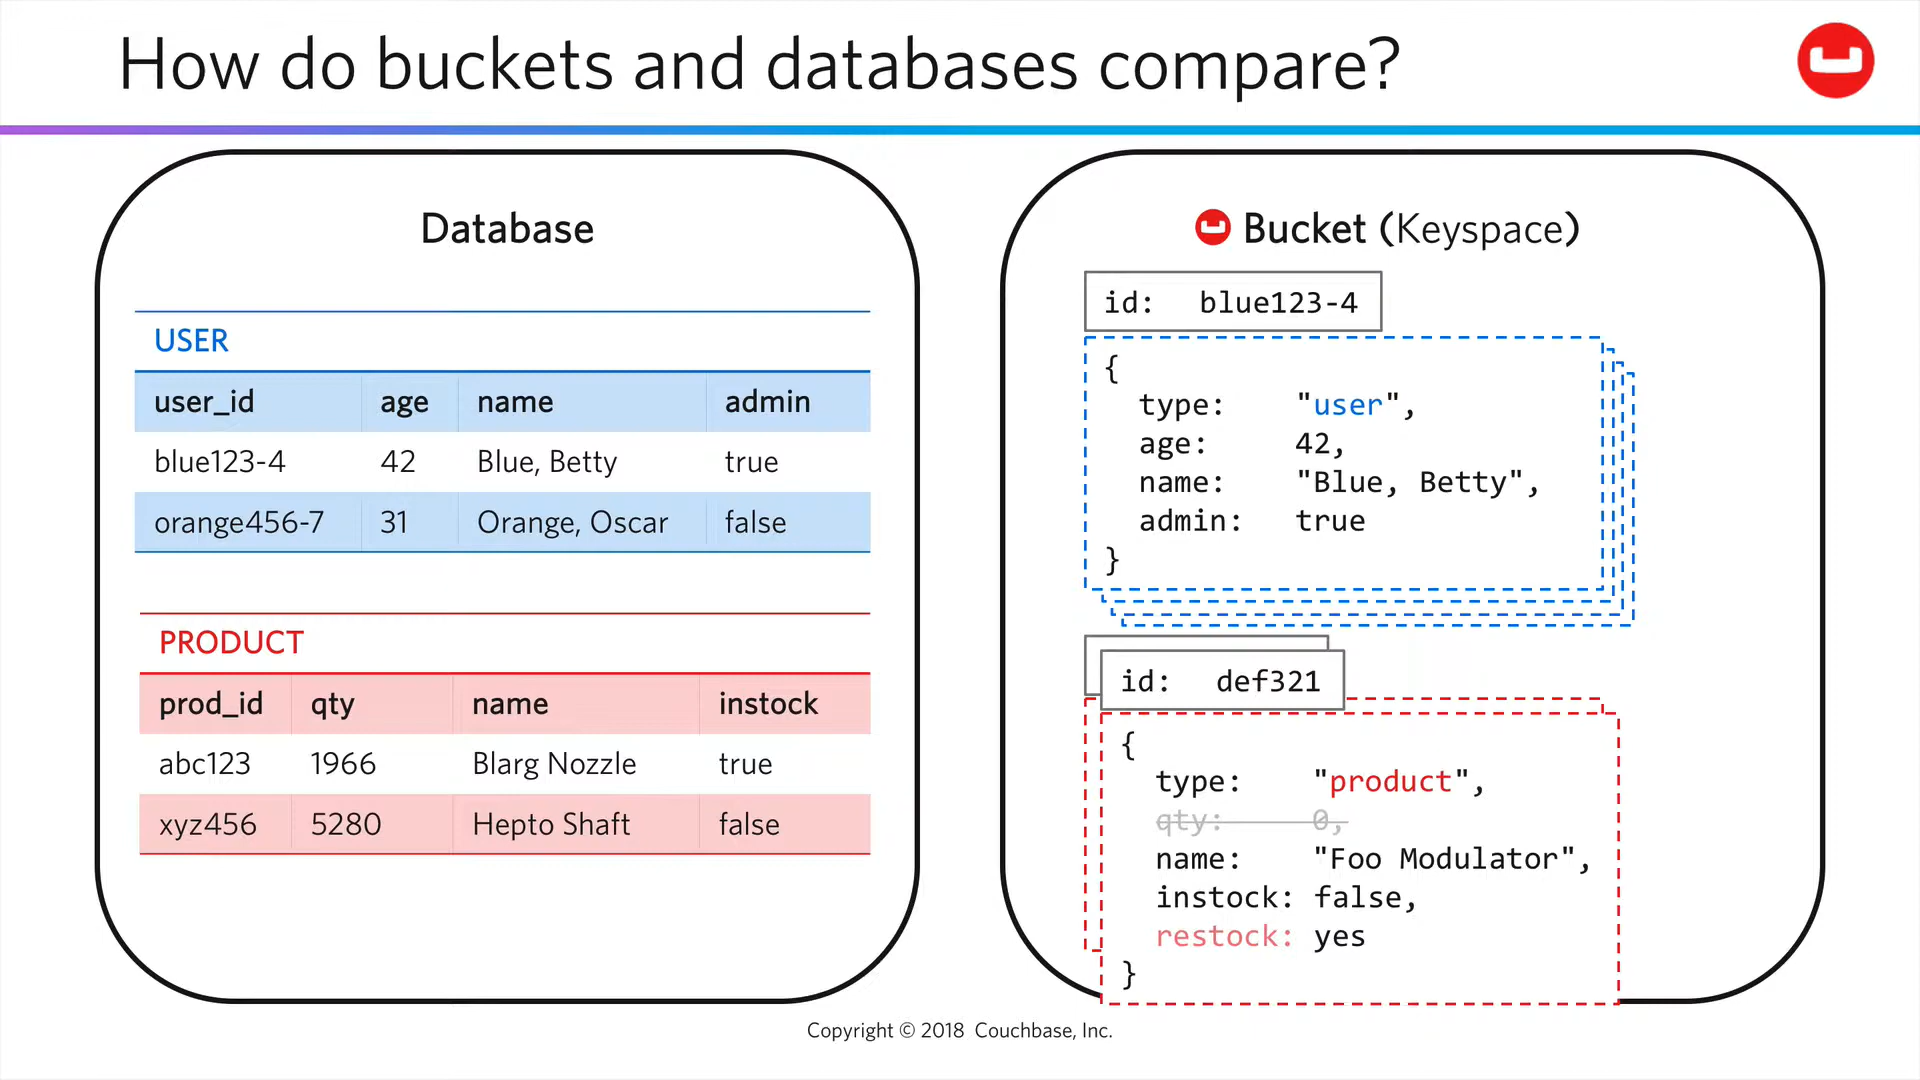 How do buckets and databases compare?
Database
USER
user_id age name admin
blue123-4 42 Blue, Betty true
orange456-7 31 Orange, Oscar false
PRODUCT
prod_id qty name instock
abc123 1966 Blarg Nozzle true
xyz456 5280 Hepto Shaft false
Bucket (Keyspace)
id: blue123-4
{
type: "user",
age: 42,
name: "Blue, Betty",
admin: true
}
id: def321
{
type: "product",
qty: 0,
name: "Foo Modulator",
instock: false,
restock: yes
}
Copyright © 2018 Couchbase, Inc.